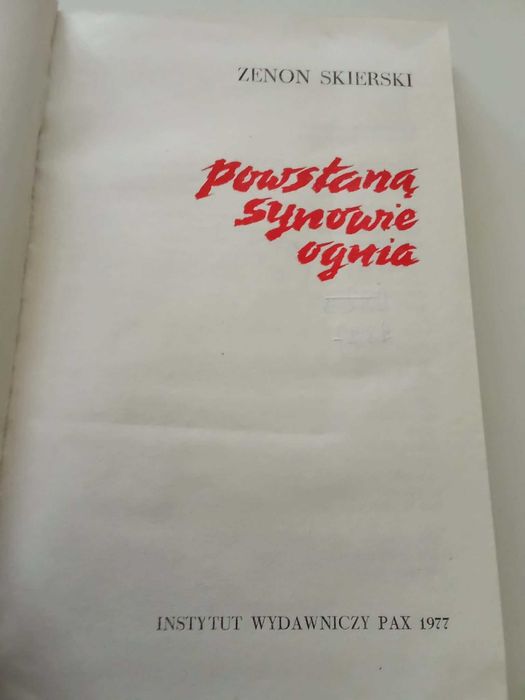 ZENON SKIERSKI
powstaną
synowie
ognia
INSTYTUT WYDAWNICZY PAX 1977